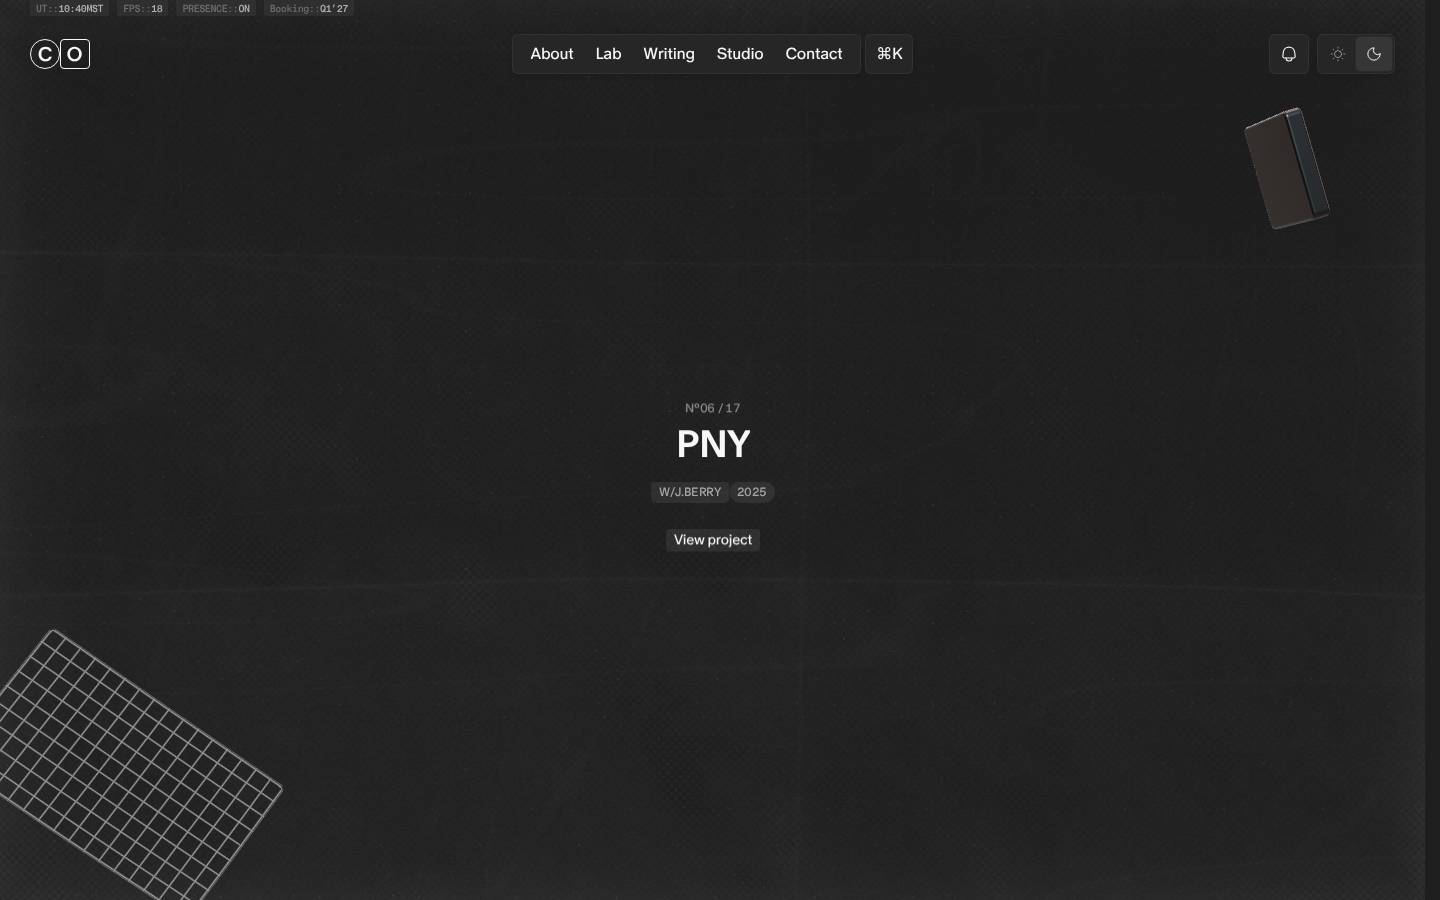 UT::10:40MST FPS::18 PRESENCE::ON Booking::Q1'27
CO
About Lab Writing Studio Contact ⌘K
Nº06 / 17
PNY
W/J.BERRY 2025
View project